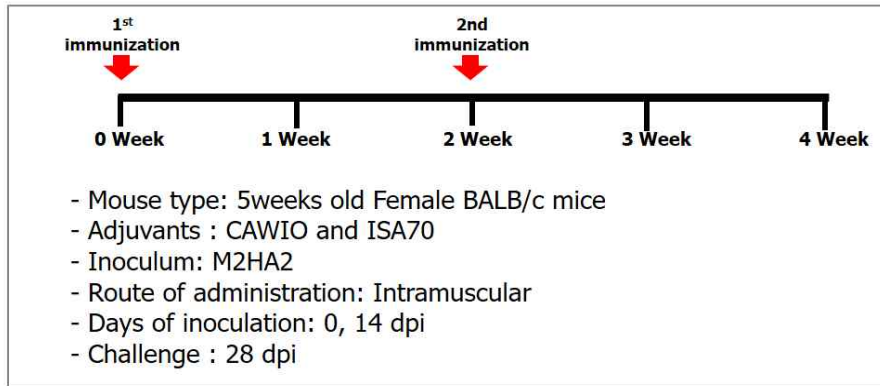 1st 2nd
immunization immunization
0 Week 1 Week 2 Week 3 Week 4 Week
- Mouse type: 5weeks old Female BALB/c mice
- Adjuvants : CAWIO and ISA70
- Inoculum: M2HA2
- Route of administration: Intramuscular
- Days of inoculation: 0, 14 dpi
- Challenge : 28 dpi